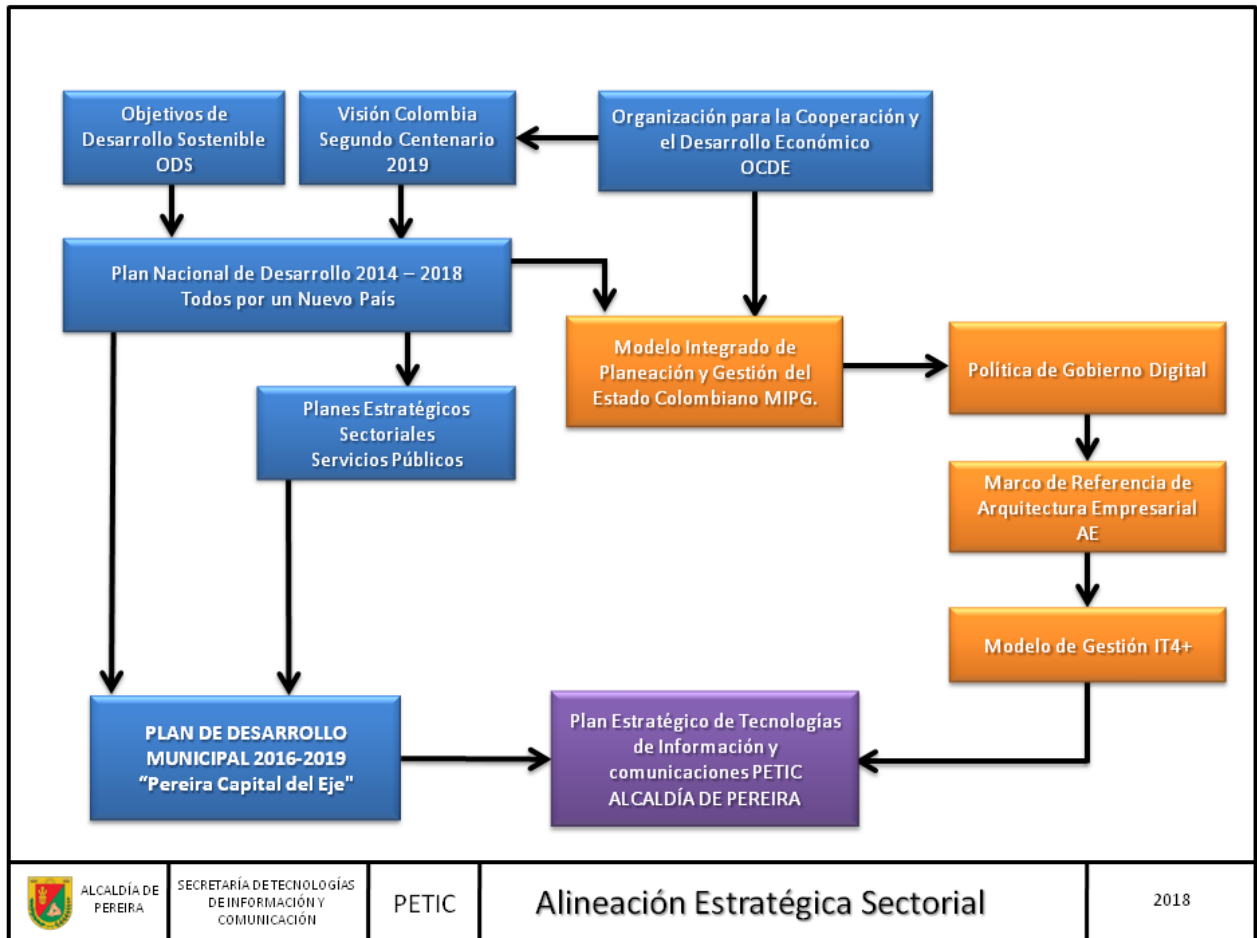 Objetivos de
Desarrollo Sostenible
ODS
Visión Colombia
Segundo Centenario
2019
Organización para la Cooperación y
el Desarrollo Económico
OCDE
Plan Nacional de Desarrollo 2014 – 2018
Todos por un Nuevo País
Modelo Integrado de
Planeación y Gestión del
Estado Colombiano MIPG.
Política de Gobierno Digital
Planes Estratégicos
Sectoriales
Servicios Públicos
Marco de Referencia de
Arquitectura Empresarial
AE
Modelo de Gestión IT4+
PLAN DE DESARROLLO
MUNICIPAL 2016-2019
“Pereira Capital del Eje"
Plan Estratégico de Tecnologías
de Información y
comunicaciones PETIC
ALCALDÍA DE PEREIRA
ALCALDÍA DE
PEREIRA
SECRETARÍA DE TECNOLOGÍAS
DE INFORMACIÓN Y
COMUNICACIÓN
PETIC
Alineación Estratégica Sectorial
2018